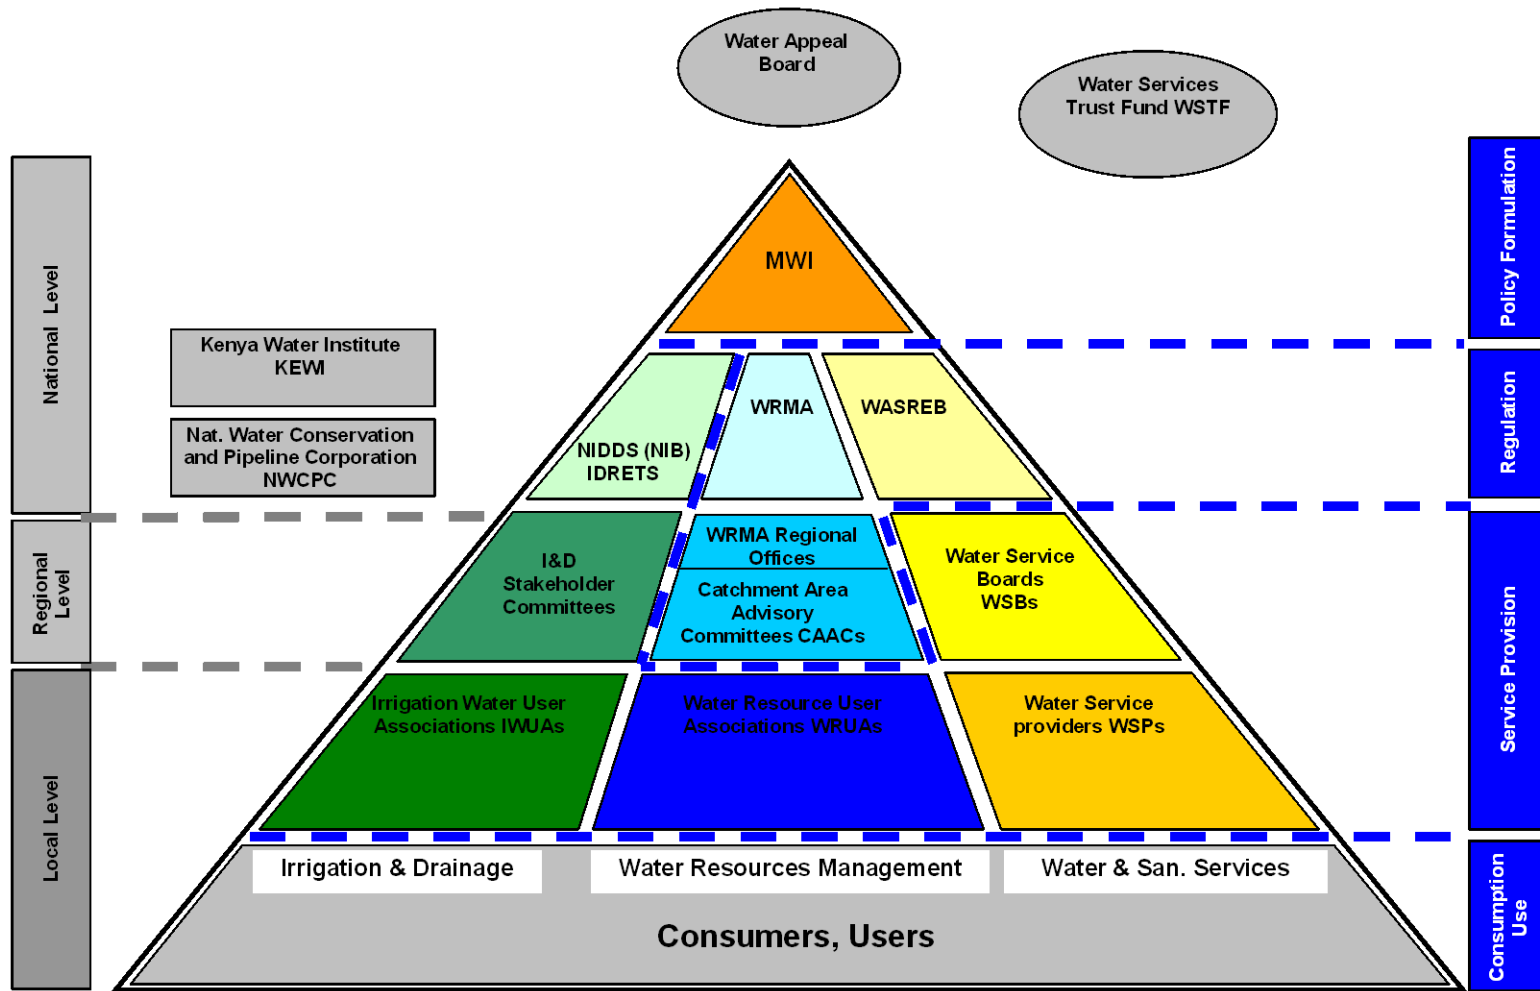 Water Appeal
Board
Water Services
Trust Fund WSTF
National Level
Regional
Level
Local Level
Kenya Water Institute
KEWI
Nat. Water Conservation
and Pipeline Corporation
NWCPC
MWI
NIDDS (NIB)
IDRETS
WRMA
WASREB
I&D
Stakeholder
Committees
WRMA Regional
Offices
Catchment Area
Advisory
Committees CAACs
Water Service
Boards
WSBs
Irrigation Water User
Associations IWUAs
Water Resource User
Associations WRUAs
Water Service
providers WSPs
Irrigation & Drainage
Water Resources Management
Water & San. Services
Consumers, Users
Policy Formulation
Regulation
Service Provision
Consumption
Use